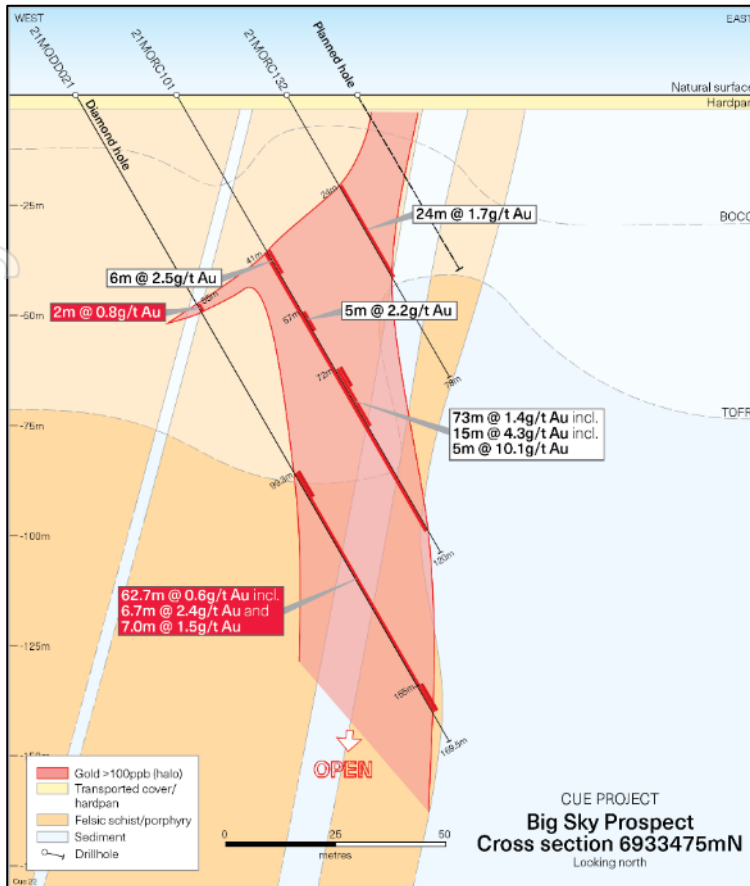 WEST
EAST
21MODD021
21MORC101
21MORC132
Planned hole
Diamond hole
Natural surface
Hardpan
24m
-25m
24m @ 1.7g/t Au
BOCO
41m
6m @ 2.5g/t Au
2m @ 0.8g/t Au
-50m
57m
5m @ 2.2g/t Au
72m
78m
73m @ 1.4g/t Au incl.
15m @ 4.3g/t Au incl.
5m @ 10.1g/t Au
TOFR
-75m
99.3m
-100m
120m
62.7m @ 0.6g/t Au incl.
6.7m @ 2.4g/t Au and
7.0m @ 1.5g/t Au
-125m
155m
169.5m
OPEN
Gold >100ppb (halo)
Transported cover/
hardpan
Felsic schist/porphyry
Sediment
Drillhole
0
25
50
metres
CUE PROJECT
Big Sky Prospect
Cross section 6933475mN
Looking north